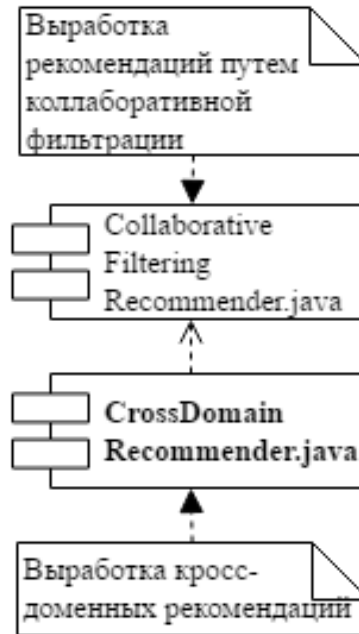 Выработка
рекомендаций путем
коллаборативной
фильтрации
Collaborative
Filtering
Recommender.java
CrossDomain
Recommender.java
Выработка кросс-
доменных рекомендаций